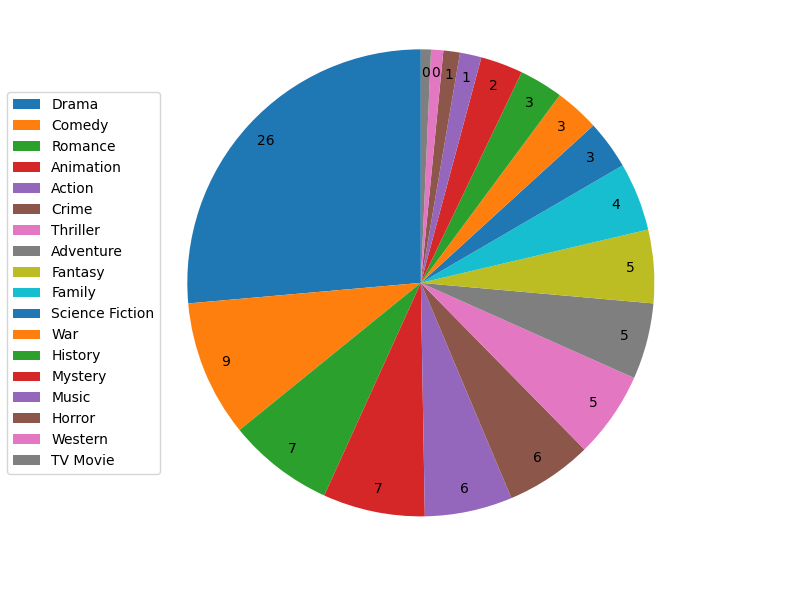 Drama
Comedy
Romance
Animation
Action
Crime
Thriller
Adventure
Fantasy
Family
Science Fiction
War
History
Mystery
Music
Horror
Western
TV Movie
26
9
7
7
6
6
5
5
5
4
3
3
3
2
1
1
0
0